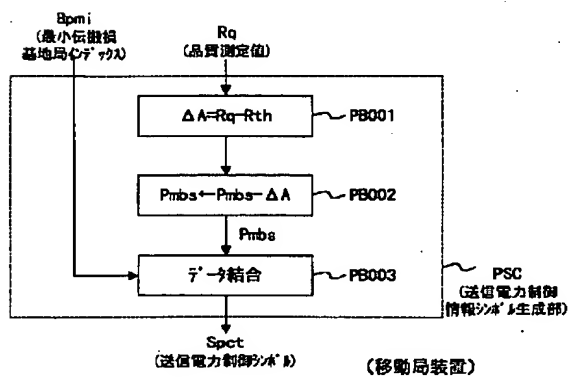 Bpmi
(最小伝搬損
基地局インデックス)
Rq
(品質測定値)
ΔA=Rq-Rth
PB001
Pmbs←Pmbs-ΔA
PB002
Pmbs
データ結合
PB003
PSC
(送信電力制御
情報シンボル生成部)
Spct
(送信電力制御シンボル)
(移動局装置)